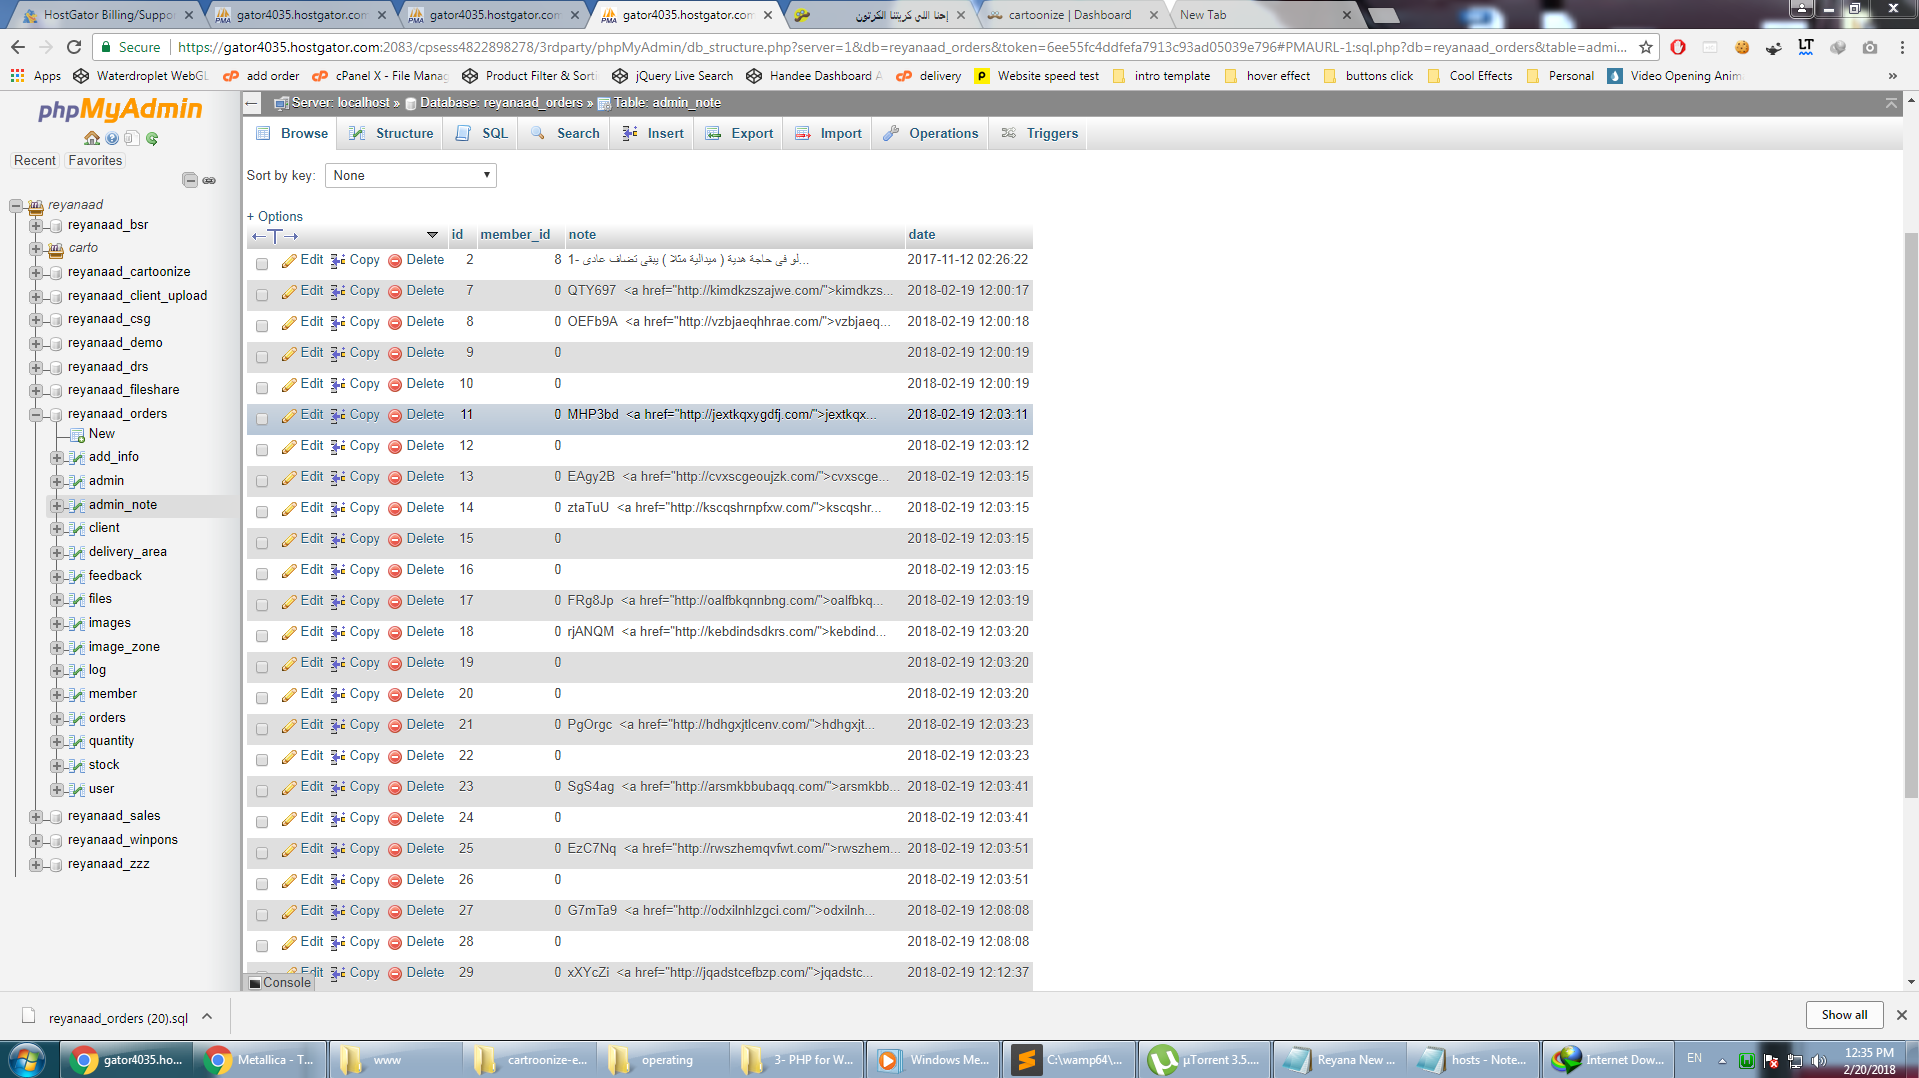 HostGator Billing/Suppo
gator4035.hostgator.com
gator4035.hostgator.com
gator4035.hostgator.com
إحنا اللي كريتنا الكرتون
cartoonize | Dashboard
New Tab
Secure
https://gator4035.hostgator.com:2083/cpsess4822898278/3rdparty/phpMyAdmin/db_structure.php?server=1&db=reyanaad_orders&token=6ee55fc4ddfefa7913c93ad05039e796#PMAURL-1:sql.php?db=reyanaad_orders&table=admi...
Apps Waterdroplet WebGL add order cPanel X - File Manag Product Filter & Sorti jQuery Live Search Handee Dashboard A delivery Website speed test intro template hover effect buttons click Cool Effects Personal Video Opening Anim »
phpMyAdmin
Recent Favorites
reyanaad
reyanaad_bsr
carto
reyanaad_cartoonize
reyanaad_client_upload
reyanaad_csg
reyanaad_demo
reyanaad_drs
reyanaad_fileshare
reyanaad_orders
New
add_info
admin
admin_note
client
delivery_area
feedback
files
images
image_zone
log
member
orders
quantity
stock
user
reyanaad_sales
reyanaad_winpons
reyanaad_zzz
Server: localhost » Database: reyanaad_orders » Table: admin_note
Browse Structure SQL Search Insert Export Import Operations Triggers
Sort by key: None
+ Options
←T→ id member_id note date
Edit Copy Delete 2 8 1- لو فى حاجة هدية ( ميدالية مثلا ) يبقى تضاف عادى... 2017-11-12 02:26:22
Edit Copy Delete 7 0 QTY697 <a href="http://kimdkzszajwe.com/">kimdkzs... 2018-02-19 12:00:17
Edit Copy Delete 8 0 OEFb9A <a href="http://vzbjaeqhhrae.com/">vzbjaeq... 2018-02-19 12:00:18
Edit Copy Delete 9 0 2018-02-19 12:00:19
Edit Copy Delete 10 0 2018-02-19 12:00:19
Edit Copy Delete 11 0 MHP3bd <a href="http://jextkqxygdfj.com/">jextkqx... 2018-02-19 12:03:11
Edit Copy Delete 12 0 2018-02-19 12:03:12
Edit Copy Delete 13 0 EAgy2B <a href="http://cvxscgeoujzk.com/">cvxscge... 2018-02-19 12:03:15
Edit Copy Delete 14 0 ztaTuU <a href="http://kscqshrnpfxw.com/">kscqshr... 2018-02-19 12:03:15
Edit Copy Delete 15 0 2018-02-19 12:03:15
Edit Copy Delete 16 0 2018-02-19 12:03:15
Edit Copy Delete 17 0 FRg8Jp <a href="http://oalfbkqnnbng.com/">oalfbkq... 2018-02-19 12:03:19
Edit Copy Delete 18 0 rjANQM <a href="http://kebdindsdkrs.com/">kebdind... 2018-02-19 12:03:20
Edit Copy Delete 19 0 2018-02-19 12:03:20
Edit Copy Delete 20 0 2018-02-19 12:03:20
Edit Copy Delete 21 0 PgOrgc <a href="http://hdhgxjtlcenv.com/">hdhgxjt... 2018-02-19 12:03:23
Edit Copy Delete 22 0 2018-02-19 12:03:23
Edit Copy Delete 23 0 SgS4ag <a href="http://arsmkbbubaqq.com/">arsmkbb... 2018-02-19 12:03:41
Edit Copy Delete 24 0 2018-02-19 12:03:41
Edit Copy Delete 25 0 EzC7Nq <a href="http://rwszhemqvfwt.com/">rwszhem... 2018-02-19 12:03:51
Edit Copy Delete 26 0 2018-02-19 12:03:51
Edit Copy Delete 27 0 G7mTa9 <a href="http://odxilnhlzgci.com/">odxilnh... 2018-02-19 12:08:08
Edit Copy Delete 28 0 2018-02-19 12:08:08
Edit Copy Delete 29 0 xXYcZi <a href="http://jqadstcefbzp.com/">jqadstc... 2018-02-19 12:12:37
Console
reyanaad_orders (20).sql
Show all
gator4035.ho... Metallica - T... www cartroonize-e... operating 3- PHP for W... Windows Me... C:\wamp64\... µTorrent 3.5.... Reyana New ... hosts - Note... Internet Dow... EN
12:35 PM
2/20/2018